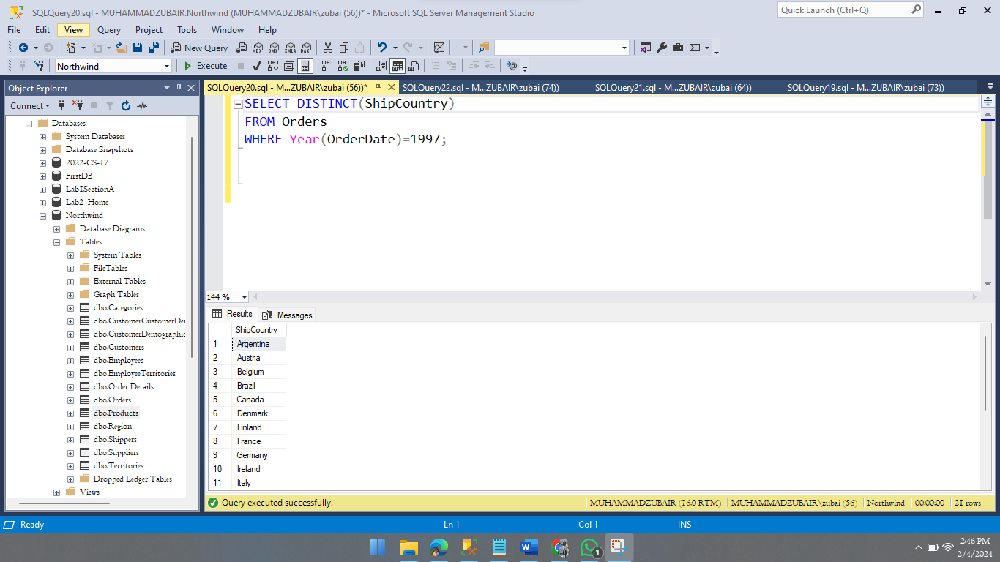 SQLQuery20.sql - MUHAMMADZUBAIR.Northwind (MUHAMMADZUBAIR\zubai (56))* - Microsoft SQL Server Management Studio
Quick Launch (Ctrl+Q)
File Edit View Query Project Tools Window Help
New Query MDX DMX XMLA DAX
Northwind Execute
Object Explorer
SQLQuery20.sql - M...ZUBAIR\zubai (56))* SQLQuery22.sql - M...ZUBAIR\zubai (74)) SQLQuery21.sql - M...ZUBAIR\zubai (64)) SQLQuery19.sql - M...ZUBAIR\zubai (73))
Connect
Databases
System Databases
Database Snapshots
2022-CS-17
FirstDB
Lab1SectionA
Lab2_Home
Northwind
Database Diagrams
Tables
System Tables
FileTables
External Tables
Graph Tables
dbo.Categories
dbo.CustomerCustomerDer
dbo.CustomerDemographic
dbo.Customers
dbo.Employees
dbo.EmployeeTerritories
dbo.Order Details
dbo.Orders
dbo.Products
dbo.Region
dbo.Shippers
dbo.Suppliers
dbo.Territories
Dropped Ledger Tables
Views
SELECT DISTINCT(ShipCountry)
FROM Orders
WHERE Year(OrderDate)=1997;
144 %
Results Messages
ShipCountry
1 Argentina
2 Austria
3 Belgium
4 Brazil
5 Canada
6 Denmark
7 Finland
8 France
9 Germany
10 Ireland
11 Italy
Query executed successfully.
MUHAMMADZUBAIR (16.0 RTM) MUHAMMADZUBAIR\zubai (56) Northwind 00:00:00 21 rows
Ready Ln 1 Col 1 INS
1
2:46 PM
2/4/2024